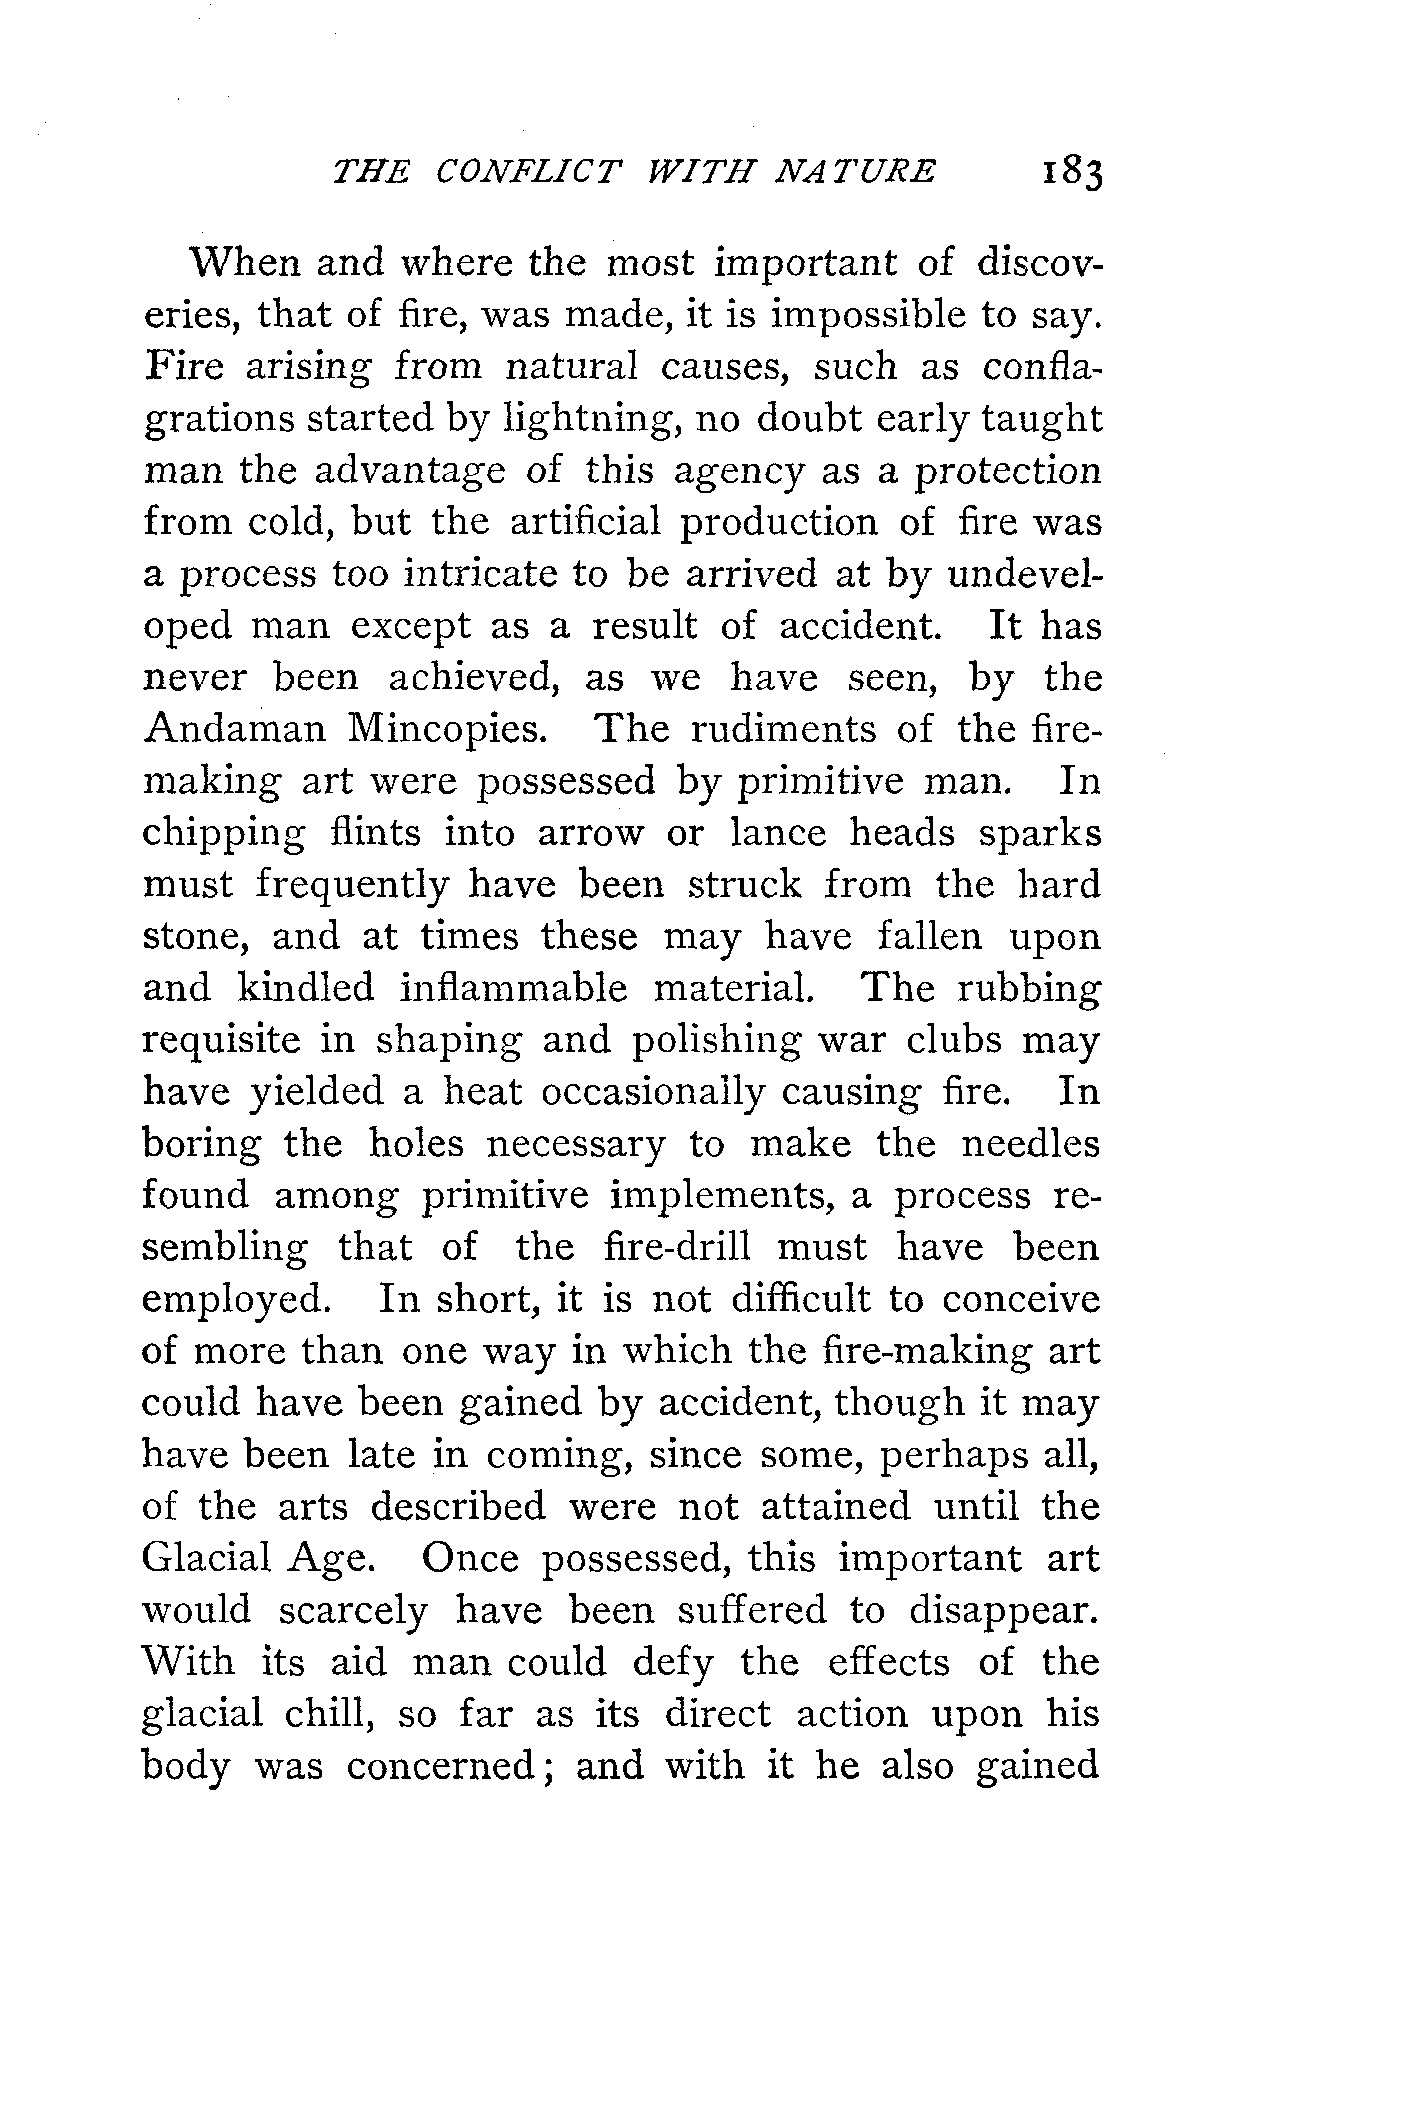 THE CONFLICT WITH NATURE 183
When and where the most important of discov-
eries, that of fire, was made, it is impossible to say.
Fire arising from natural causes, such as confla-
grations started by lightning, no doubt early taught
man the advantage of this agency as a protection
from cold, but the artificial production of fire was
a process too intricate to be arrived at by undevel-
oped man except as a result of accident. It has
never been achieved, as we have seen, by the
Andaman Mincopies. The rudiments of the fire-
making art were possessed by primitive man. In
chipping flints into arrow or lance heads sparks
must frequently have been struck from the hard
stone, and at times these may have fallen upon
and kindled inflammable material. The rubbing
requisite in shaping and polishing war clubs may
have yielded a heat occasionally causing fire. In
boring the holes necessary to make the needles
found among primitive implements, a process re-
sembling that of the fire-drill must have been
employed. In short, it is not difficult to conceive
of more than one way in which the fire-making art
could have been gained by accident, though it may
have been late in coming, since some, perhaps all,
of the arts described were not attained until the
Glacial Age. Once possessed, this important art
would scarcely have been suffered to disappear.
With its aid man could defy the effects of the
glacial chill, so far as its direct action upon his
body was concerned; and with it he also gained